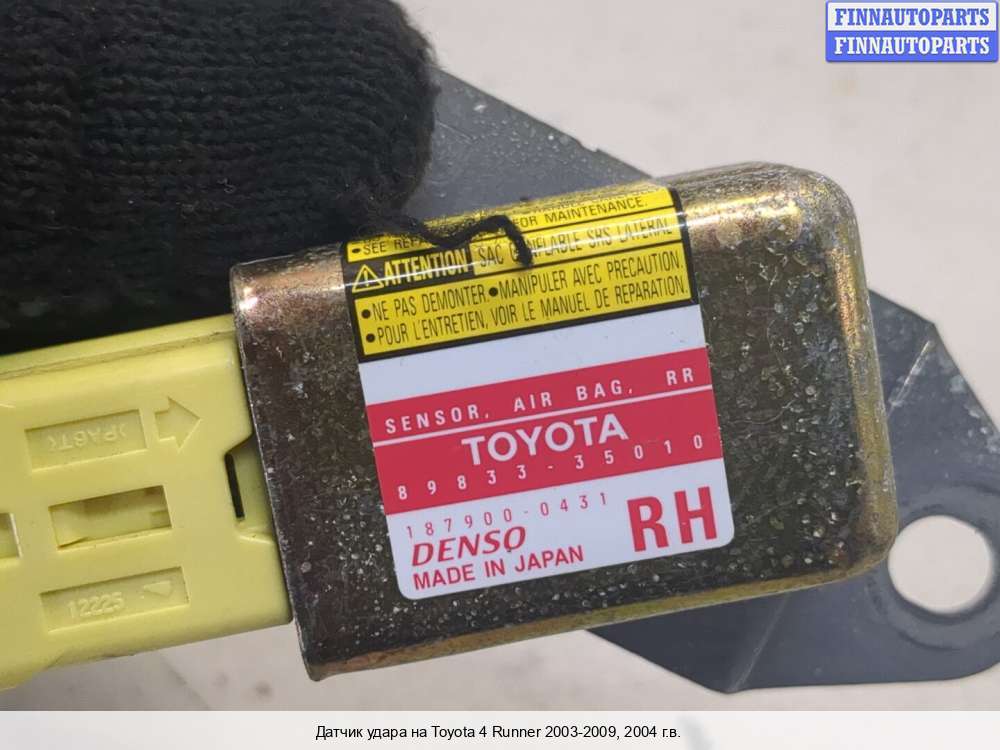 FINNAUTOPARTS
FINNAUTOPARTS
FOR MAINTENANCE.
•SEE
ATTENTION SAC GONFLABLE SRS LATERAL
•NE PAS DEMONTER.•MANIPULER AVEC PRECAUTION.
•POUR L'ENTRETIEN, VOIR LE MANUEL DE REPARATION.
SENSOR, AIR BAG, RR
TOYOTA
89833-35010
187900-0431
DENSO
RH
MADE IN JAPAN
>PA6T<
12225
Датчик удара на Toyota 4 Runner 2003-2009, 2004 г.в.